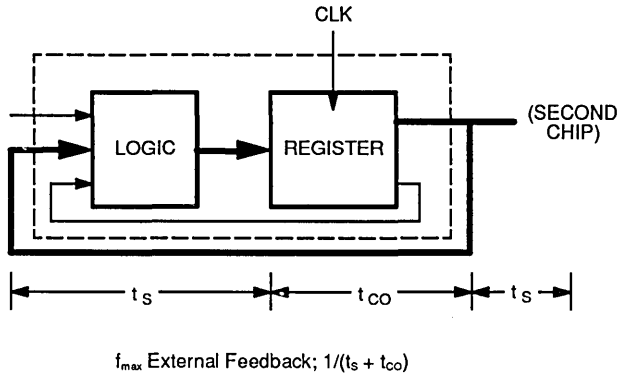 CLK
(SECOND
CHIP)
LOGIC
REGISTER
tS
tCO
tS
fmax External Feedback; 1/(tS + tCO)